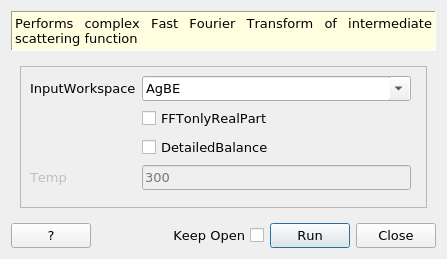 Performs complex Fast Fourier Transform of intermediate
scattering function
InputWorkspace AgBE
FFTonlyRealPart
DetailedBalance
Temp 300
? Keep Open Run Close